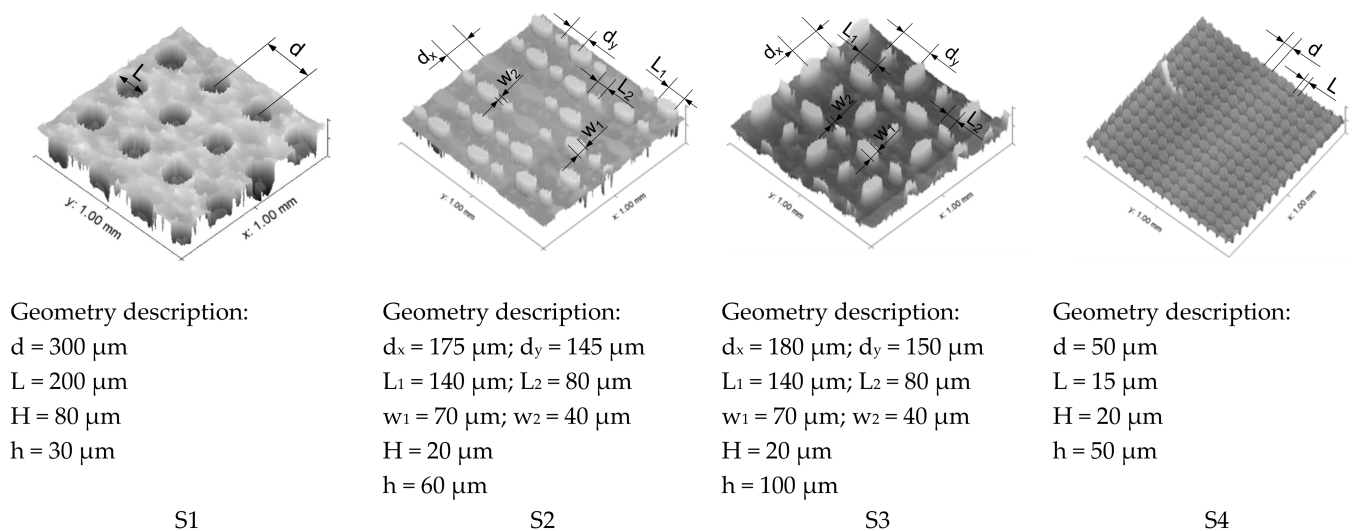 d
L
y: 1.00 mm
x: 1.00 mm
dₓ
d_y
L₁
w₂
L₂
w₁
y: 1.00 mm
x: 1.00 mm
dₓ
L₁
d_y
w₂
L₂
w₁
y: 1.00 mm
x: 1.00 mm
d
L
y: 1.00 mm
x: 1.00 mm
Geometry description:
d = 300 µm
L = 200 µm
H = 80 µm
h = 30 µm
S1
Geometry description:
dₓ = 175 µm; d_y = 145 µm
L₁ = 140 µm; L₂ = 80 µm
w₁ = 70 µm; w₂ = 40 µm
H = 20 µm
h = 60 µm
S2
Geometry description:
dₓ = 180 µm; d_y = 150 µm
L₁ = 140 µm; L₂ = 80 µm
w₁ = 70 µm; w₂ = 40 µm
H = 20 µm
h = 100 µm
S3
Geometry description:
d = 50 µm
L = 15 µm
H = 20 µm
h = 50 µm
S4